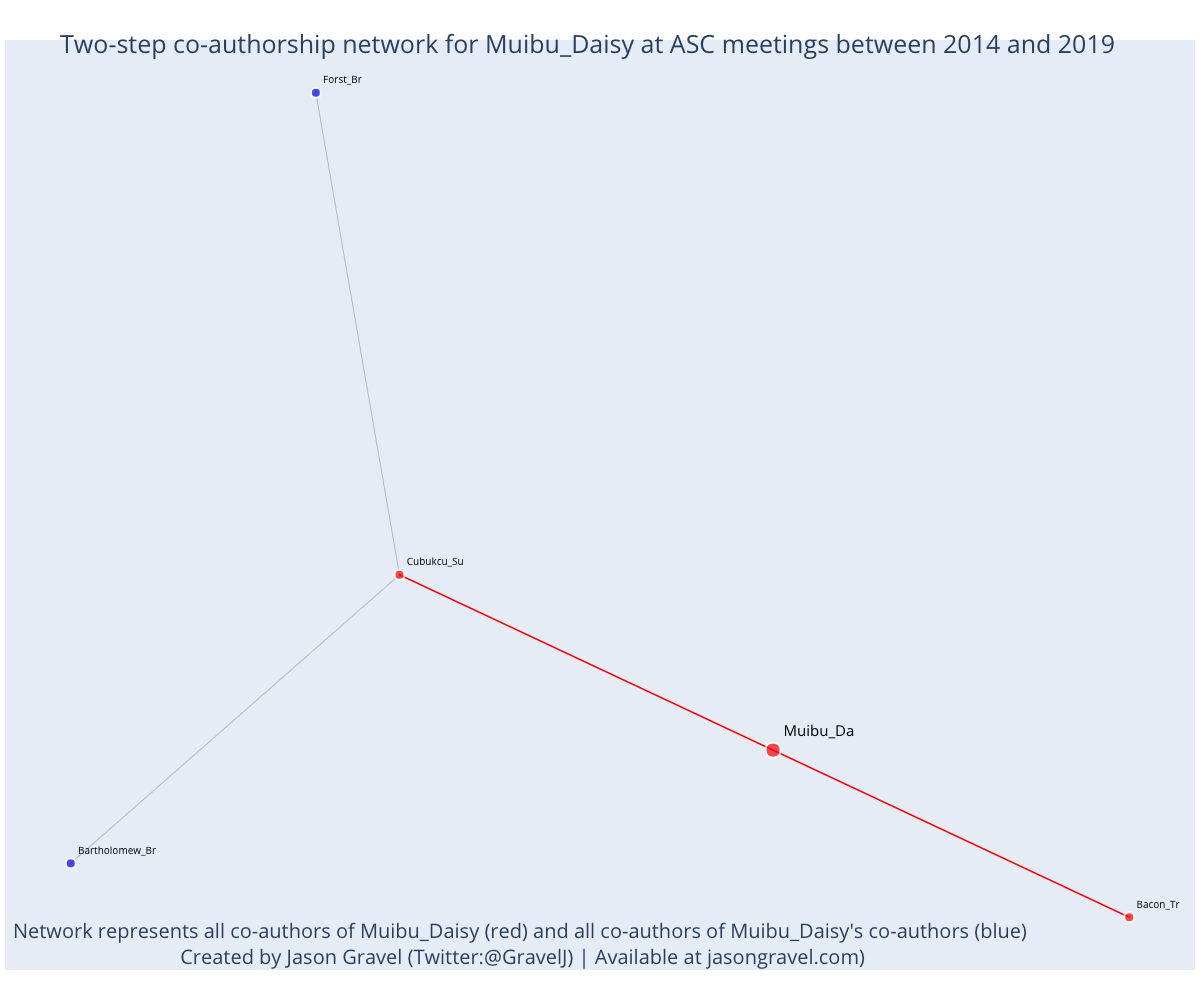 Two-step co-authorship network for Muibu_Daisy at ASC meetings between 2014 and 2019
Forst_Br
Cubukcu_Su
Muibu_Da
Bartholomew_Br
Bacon_Tr
Network represents all co-authors of Muibu_Daisy (red) and all co-authors of Muibu_Daisy's co-authors (blue)
Created by Jason Gravel (Twitter:@GravelJ) | Available at jasongravel.com)